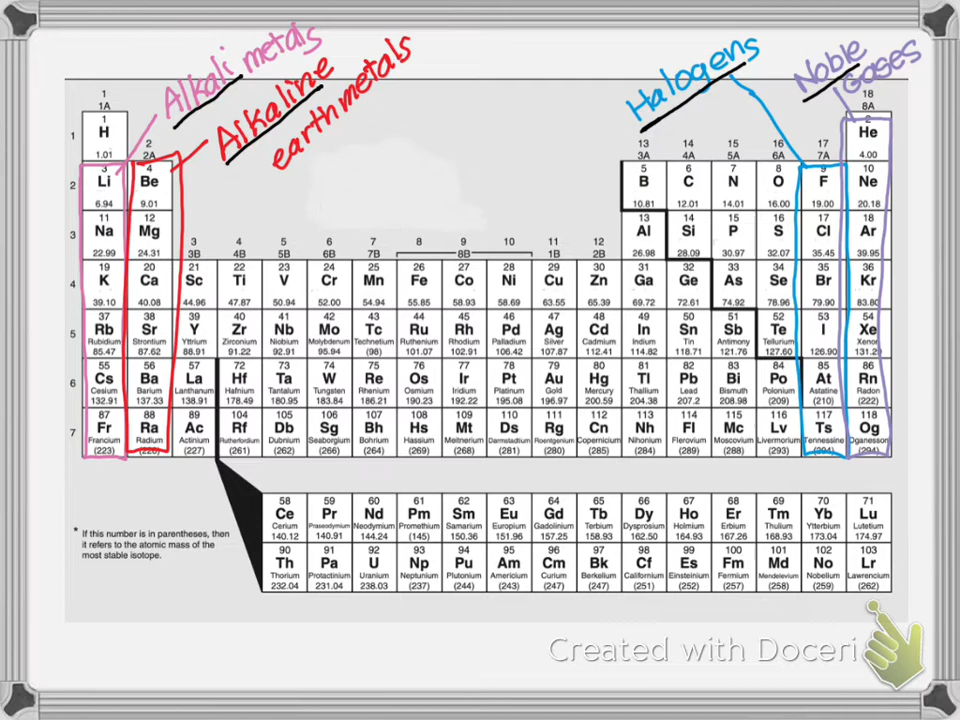 Alkali metals
Alkaline
earth metals
Halogens
Noble
Gases
1
1A
18
8A
1 H 1.01
2
2A
13
3A
14
4A
15
5A
16
6A
17
7A
2 He 4.00
1
2
3 Li 6.94
4 Be 9.01
5 B 10.81
6 C 12.01
7 N 14.01
8 O 16.00
9 F 19.00
10 Ne 20.18
3
11 Na 22.99
12 Mg 24.31
3
3B
4
4B
5
5B
6
6B
7
7B
8 9 10
8B
11
1B
12
2B
13 Al 26.98
14 Si 28.09
15 P 30.97
16 S 32.07
17 Cl 35.45
18 Ar 39.95
4
19 K 39.10
20 Ca 40.08
21 Sc 44.96
22 Ti 47.87
23 V 50.94
24 Cr 52.00
25 Mn 54.94
26 Fe 55.85
27 Co 58.93
28 Ni 58.69
29 Cu 63.55
30 Zn 65.39
31 Ga 69.72
32 Ge 72.61
33 As 74.92
34 Se 78.96
35 Br 79.90
36 Kr 83.80
5
37 Rb Rubidium 85.47
38 Sr Strontium 87.62
39 Y Yttrium 88.91
40 Zr Zirconium 91.22
41 Nb Niobium 92.91
42 Mo Molybdenum 95.94
43 Tc Technetium (98)
44 Ru Ruthenium 101.07
45 Rh Rhodium 102.91
46 Pd Palladium 106.42
47 Ag Silver 107.87
48 Cd Cadmium 112.41
49 In Indium 114.82
50 Sn Tin 118.71
51 Sb Antimony 121.76
52 Te Tellurium 127.60
53 I 126.90
54 Xe Xenon 131.29
6
55 Cs Cesium 132.91
56 Ba Barium 137.33
57 La Lanthanum 138.91
72 Hf Hafnium 178.49
73 Ta Tantalum 180.95
74 W Tungsten 183.84
75 Re Rhenium 186.21
76 Os Osmium 190.23
77 Ir Iridium 192.22
78 Pt Platinum 195.08
79 Au Gold 196.97
80 Hg Mercury 200.59
81 Tl Thallium 204.38
82 Pb Lead 207.2
83 Bi Bismuth 208.98
84 Po Polonium (209)
85 At Astatine (210)
86 Rn Radon (222)
7
87 Fr Francium (223)
88 Ra Radium (226)
89 Ac Actinium (227)
104 Rf Rutherfordium (261)
105 Db Dubnium (262)
106 Sg Seaborgium (266)
107 Bh Bohrium (264)
108 Hs Hassium (269)
109 Mt Meitnerium (268)
110 Ds Darmstadtium (281)
111 Rg Roentgenium (280)
112 Cn Copernicium (285)
113 Nh Nihonium (284)
114 Fl Flerovium (289)
115 Mc Moscovium (288)
116 Lv Livermorium (293)
117 Ts Tennessine (294)
118 Og Oganesson (294)
58 Ce Cerium 140.12
59 Pr Praseodymium 140.91
60 Nd Neodymium 144.24
61 Pm Promethium (145)
62 Sm Samarium 150.36
63 Eu Europium 151.96
64 Gd Gadolinium 157.25
65 Tb Terbium 158.93
66 Dy Dysprosium 162.50
67 Ho Holmium 164.93
68 Er Erbium 167.26
69 Tm Thulium 168.93
70 Yb Ytterbium 173.04
71 Lu Lutetium 174.97
* If this number is in parentheses, then
it refers to the atomic mass of the
most stable isotope.
90 Th Thorium 232.04
91 Pa Protactinium 231.04
92 U Uranium 238.03
93 Np Neptunium (237)
94 Pu Plutonium (244)
95 Am Americium (243)
96 Cm Curium (247)
97 Bk Berkelium (247)
98 Cf Californium (251)
99 Es Einsteinium (252)
100 Fm Fermium (257)
101 Md Mendelevium (258)
102 No Nobelium (259)
103 Lr Lawrencium (262)
Created with Doceri